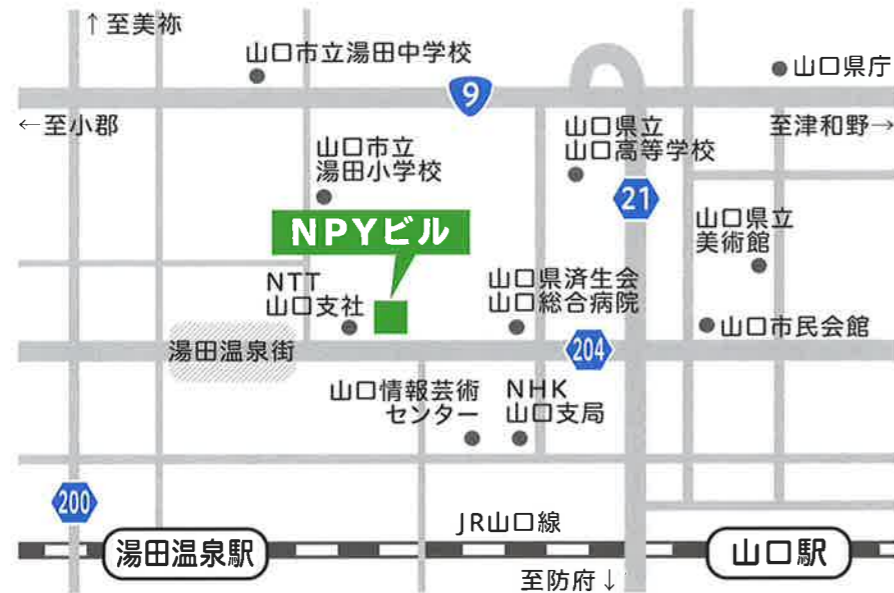 ↑至美祢
山口市立湯田中学校
9
●山口県庁
←至小郡
至津和野→
山口県立
山口高等学校
山口市立
湯田小学校
21
山口県立
美術館
NPYビル
NTT
山口支社
山口県済生会
山口総合病院
山口市民会館
湯田温泉街
204
山口情報芸術
センター
NHK
山口支局
200
JR山口線
湯田温泉駅
山口駅
至防府↓